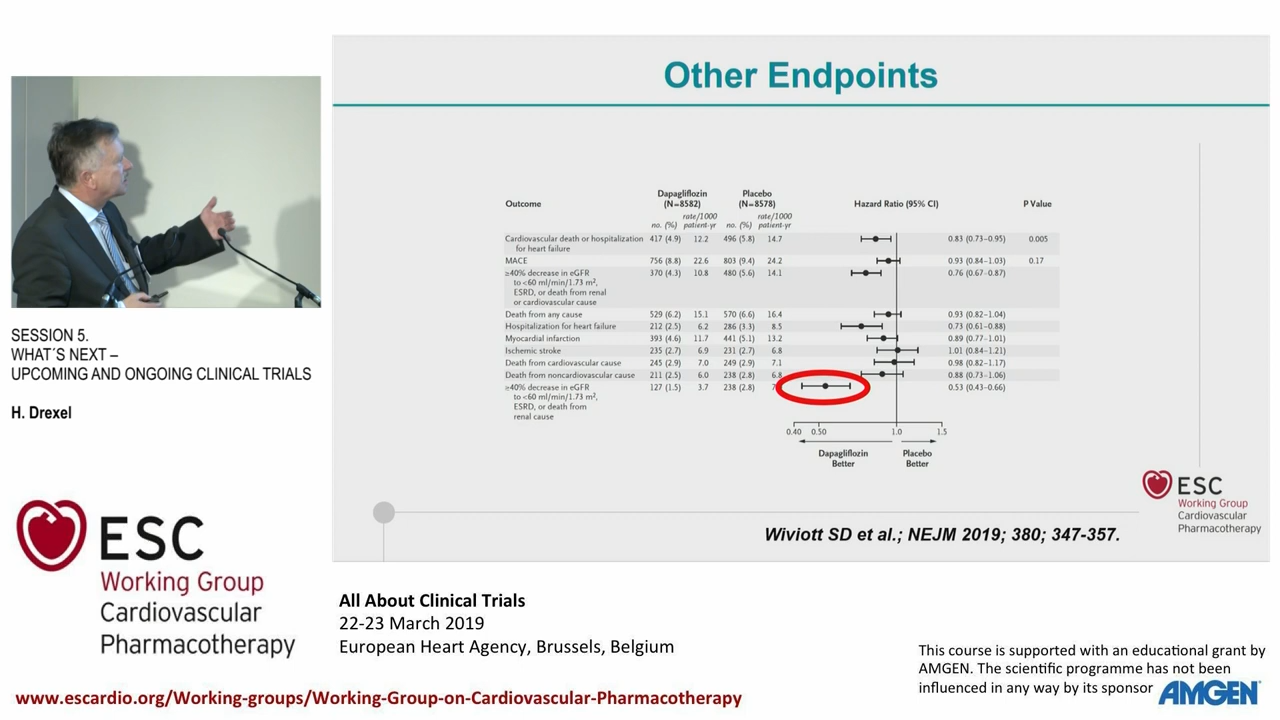 Other Endpoints
Outcome
Dapagliflozin
(N=8582)
Placebo
(N=8578)
Hazard Ratio (95% CI)
P Value
no. (%)
rate/1000
patient-yr
no. (%)
rate/1000
patient-yr
Cardiovascular death or hospitalization 417 (4.9) 12.2 496 (5.8) 14.7 0.83 (0.73–0.95) 0.005
for heart failure
MACE 756 (8.8) 22.6 803 (9.4) 24.2 0.93 (0.84–1.03) 0.17
≥40% decrease in eGFR 370 (4.3) 10.8 480 (5.6) 14.1 0.76 (0.67–0.87)
to <60 ml/min/1.73 m²,
ESRD, or death from renal
or cardiovascular cause
Death from any cause 529 (6.2) 15.1 570 (6.6) 16.4 0.93 (0.82–1.04)
Hospitalization for heart failure 212 (2.5) 6.2 286 (3.3) 8.5 0.73 (0.61–0.88)
Myocardial infarction 393 (4.6) 11.7 441 (5.1) 13.2 0.89 (0.77–1.01)
Ischemic stroke 235 (2.7) 6.9 231 (2.7) 6.8 1.01 (0.84–1.21)
Death from cardiovascular cause 245 (2.9) 7.0 249 (2.9) 7.1 0.98 (0.82–1.17)
Death from noncardiovascular cause 211 (2.5) 6.0 238 (2.8) 6.8 0.88 (0.73–1.06)
≥40% decrease in eGFR 127 (1.5) 3.7 238 (2.8) 0.53 (0.43–0.66)
to <60 ml/min/1.73 m²,
ESRD, or death from
renal cause
0.40 0.50 1.0 1.5
Dapagliflozin
Better
Placebo
Better
ESC
Working Group
Cardiovascular
Pharmacotherapy
Wiviott SD et al.; NEJM 2019; 380; 347-357.
SESSION 5.
WHAT´S NEXT –
UPCOMING AND ONGOING CLINICAL TRIALS
H. Drexel
ESC
Working Group
Cardiovascular
Pharmacotherapy
All About Clinical Trials
22-23 March 2019
European Heart Agency, Brussels, Belgium
This course is supported with an educational grant by
AMGEN. The scientific programme has not been
influenced in any way by its sponsor AMGEN
www.escardio.org/Working-groups/Working-Group-on-Cardiovascular-Pharmacotherapy